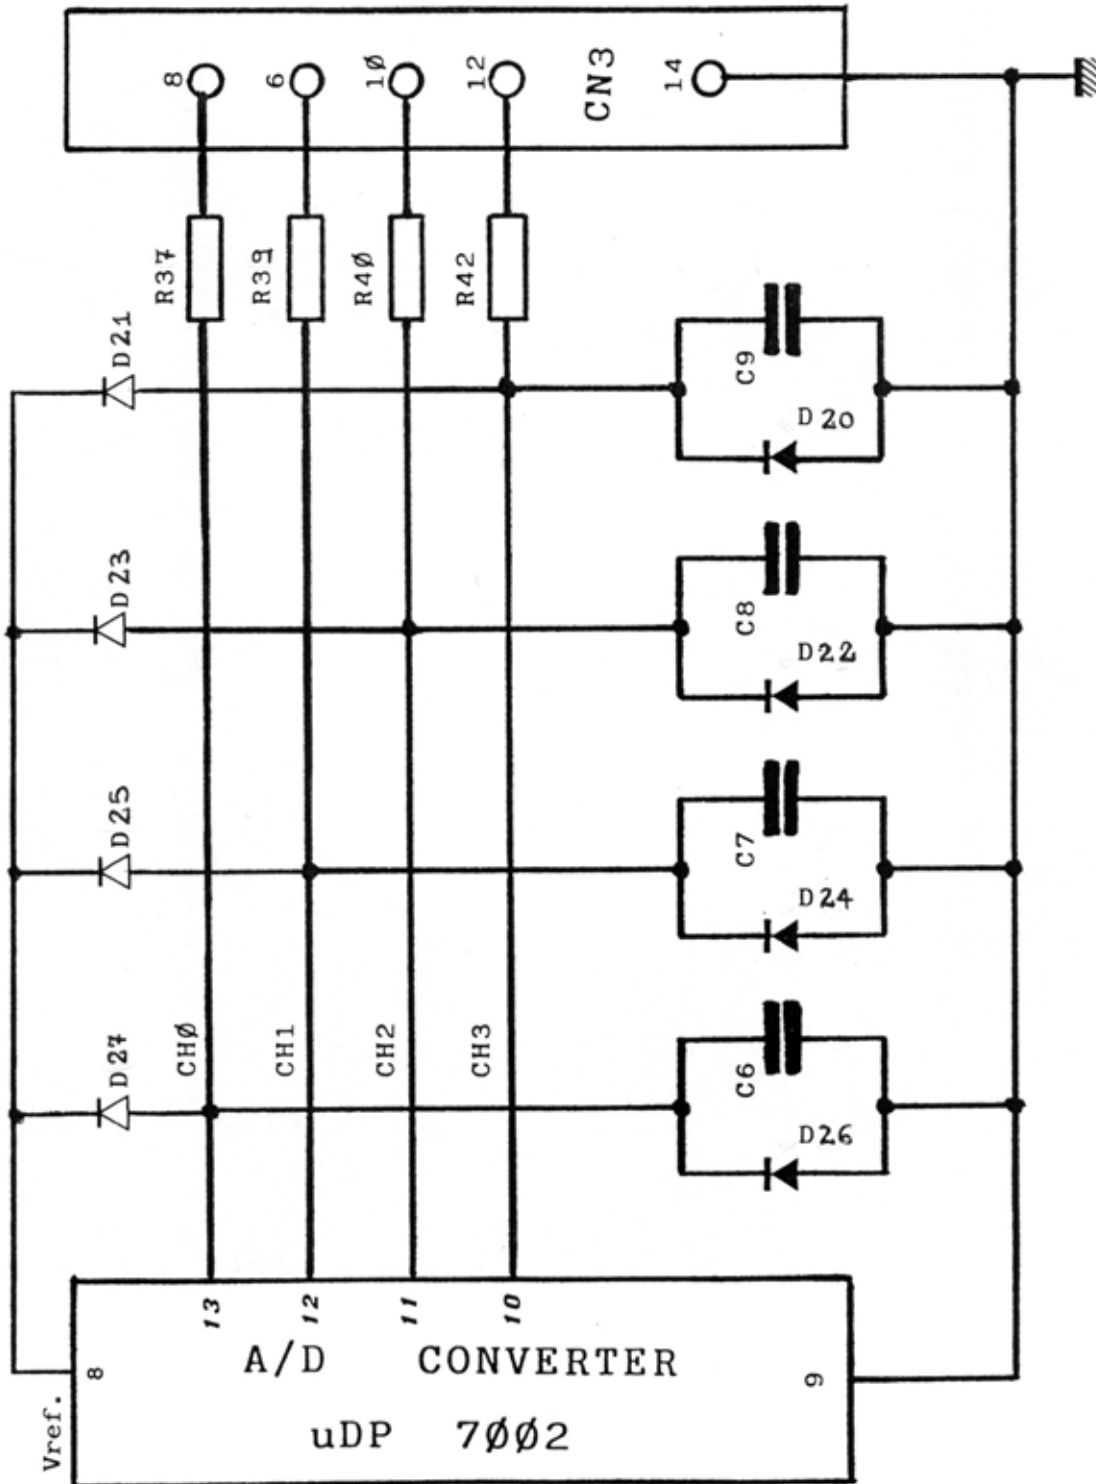 8
6
1Ø
12
14
CN3
R37
R39
R4Ø
R42
D21
C9
D20
D23
C8
D22
D25
C7
D24
D27
CHØ
CH1
CH2
CH3
C6
D26
Vref.
8
13
12
11
10
9
A/D CONVERTER
uDP 7ØØ2